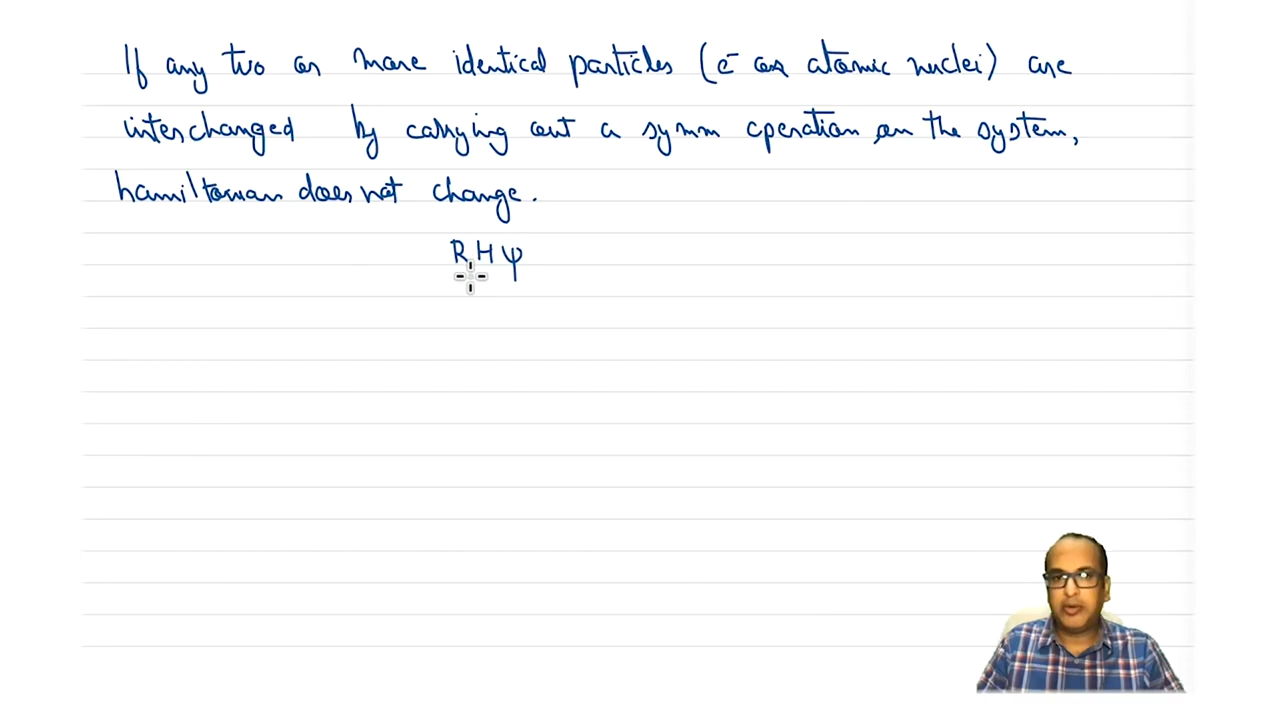 If any two or more identical particles (e⁻ or atomic nuclei) are
interchanged by carrying out a symm operation on the system,
hamiltonian does not change.
R H ψ